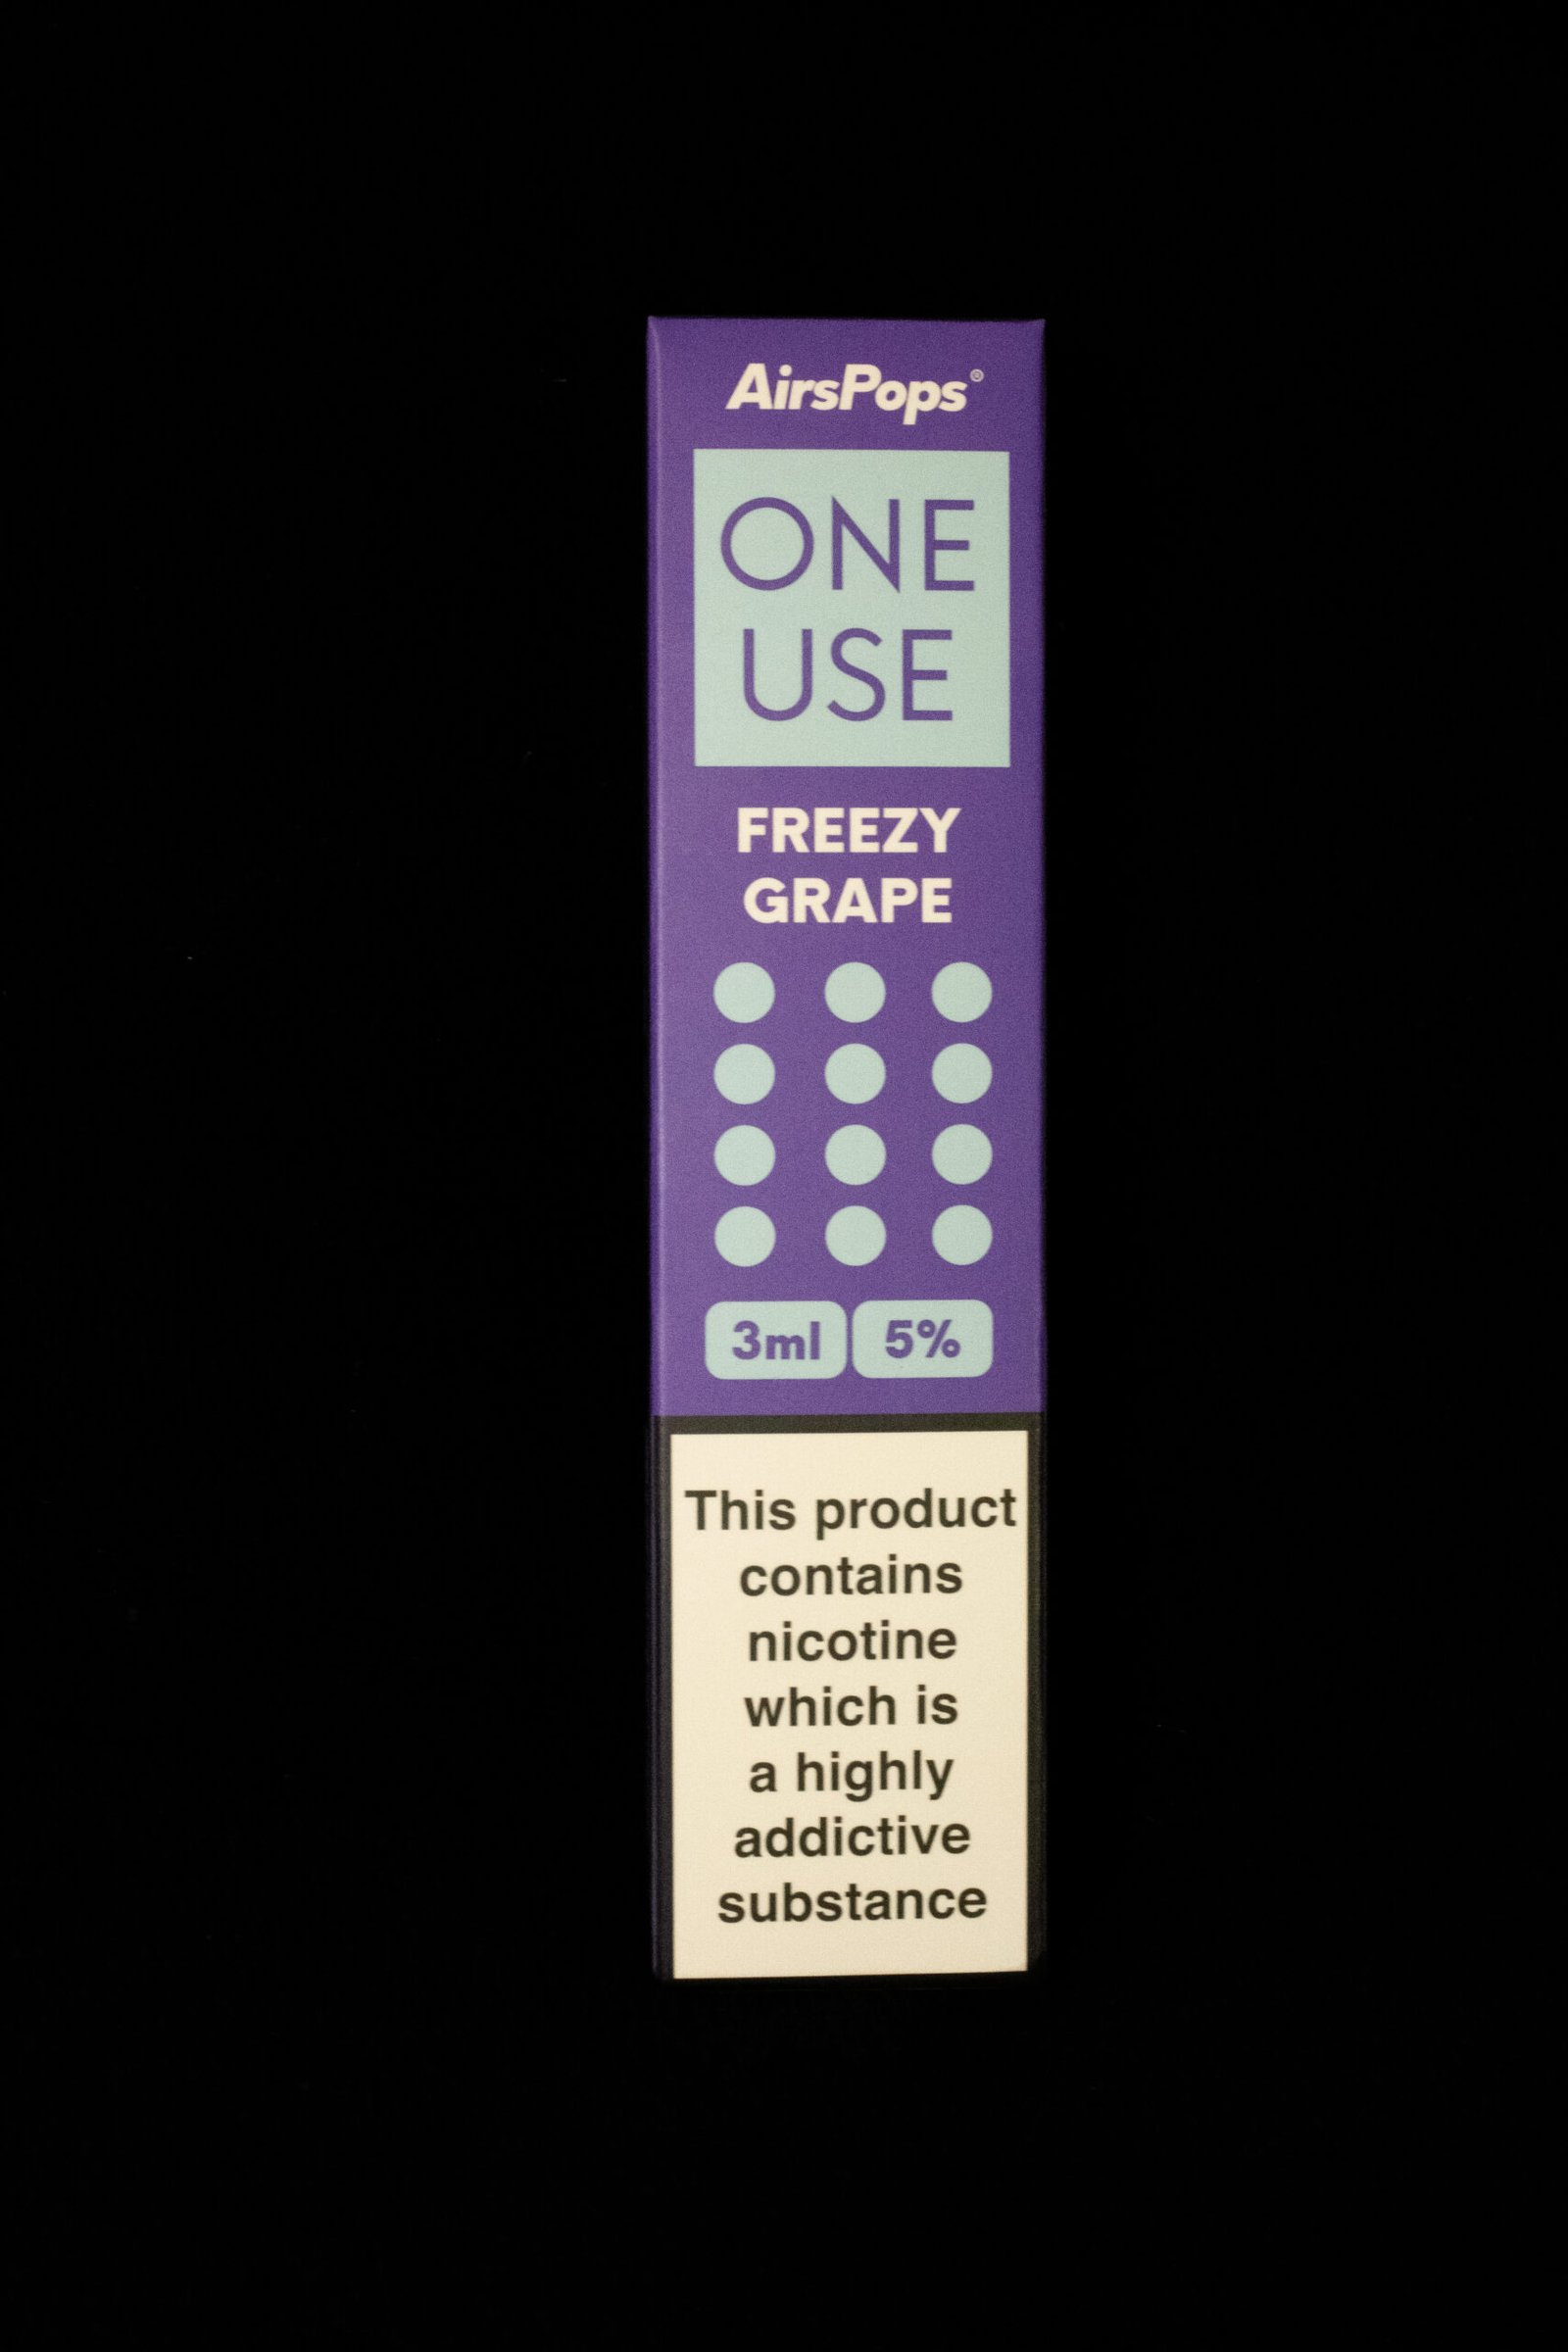 AirsPops®
ONE
USE
FREEZY
GRAPE
3ml 5%
This product
contains
nicotine
which is
a highly
addictive
substance